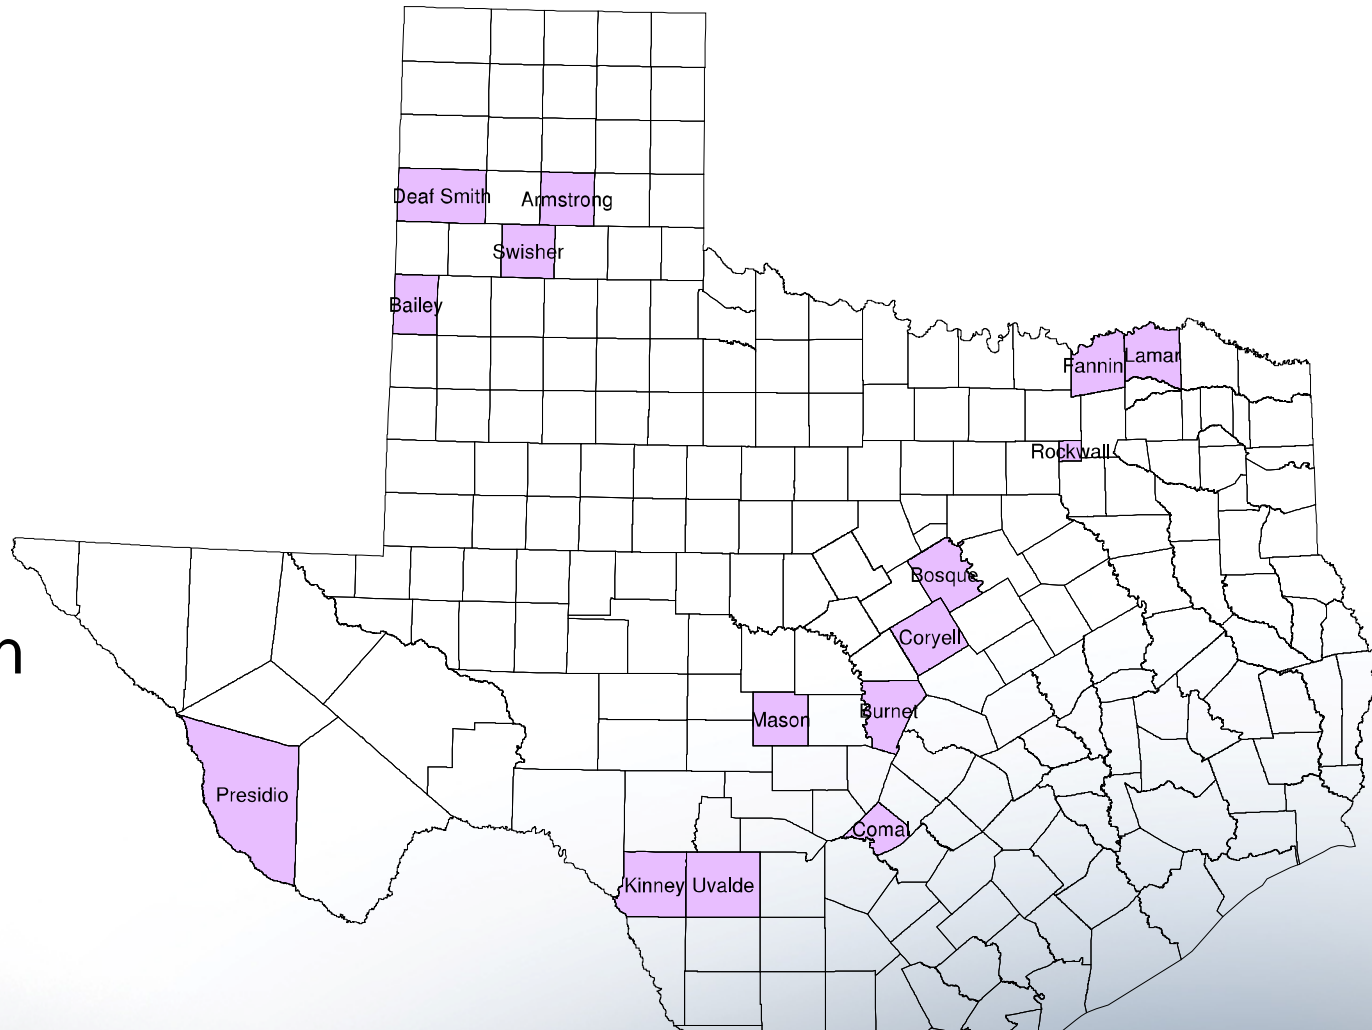 Deaf Smith
Armstrong
Swisher
Bailey
Fannin
Lamar
Rockwall
Bosque
Coryell
n
Mason
Burnet
Presidio
Comal
Kinney
Uvalde